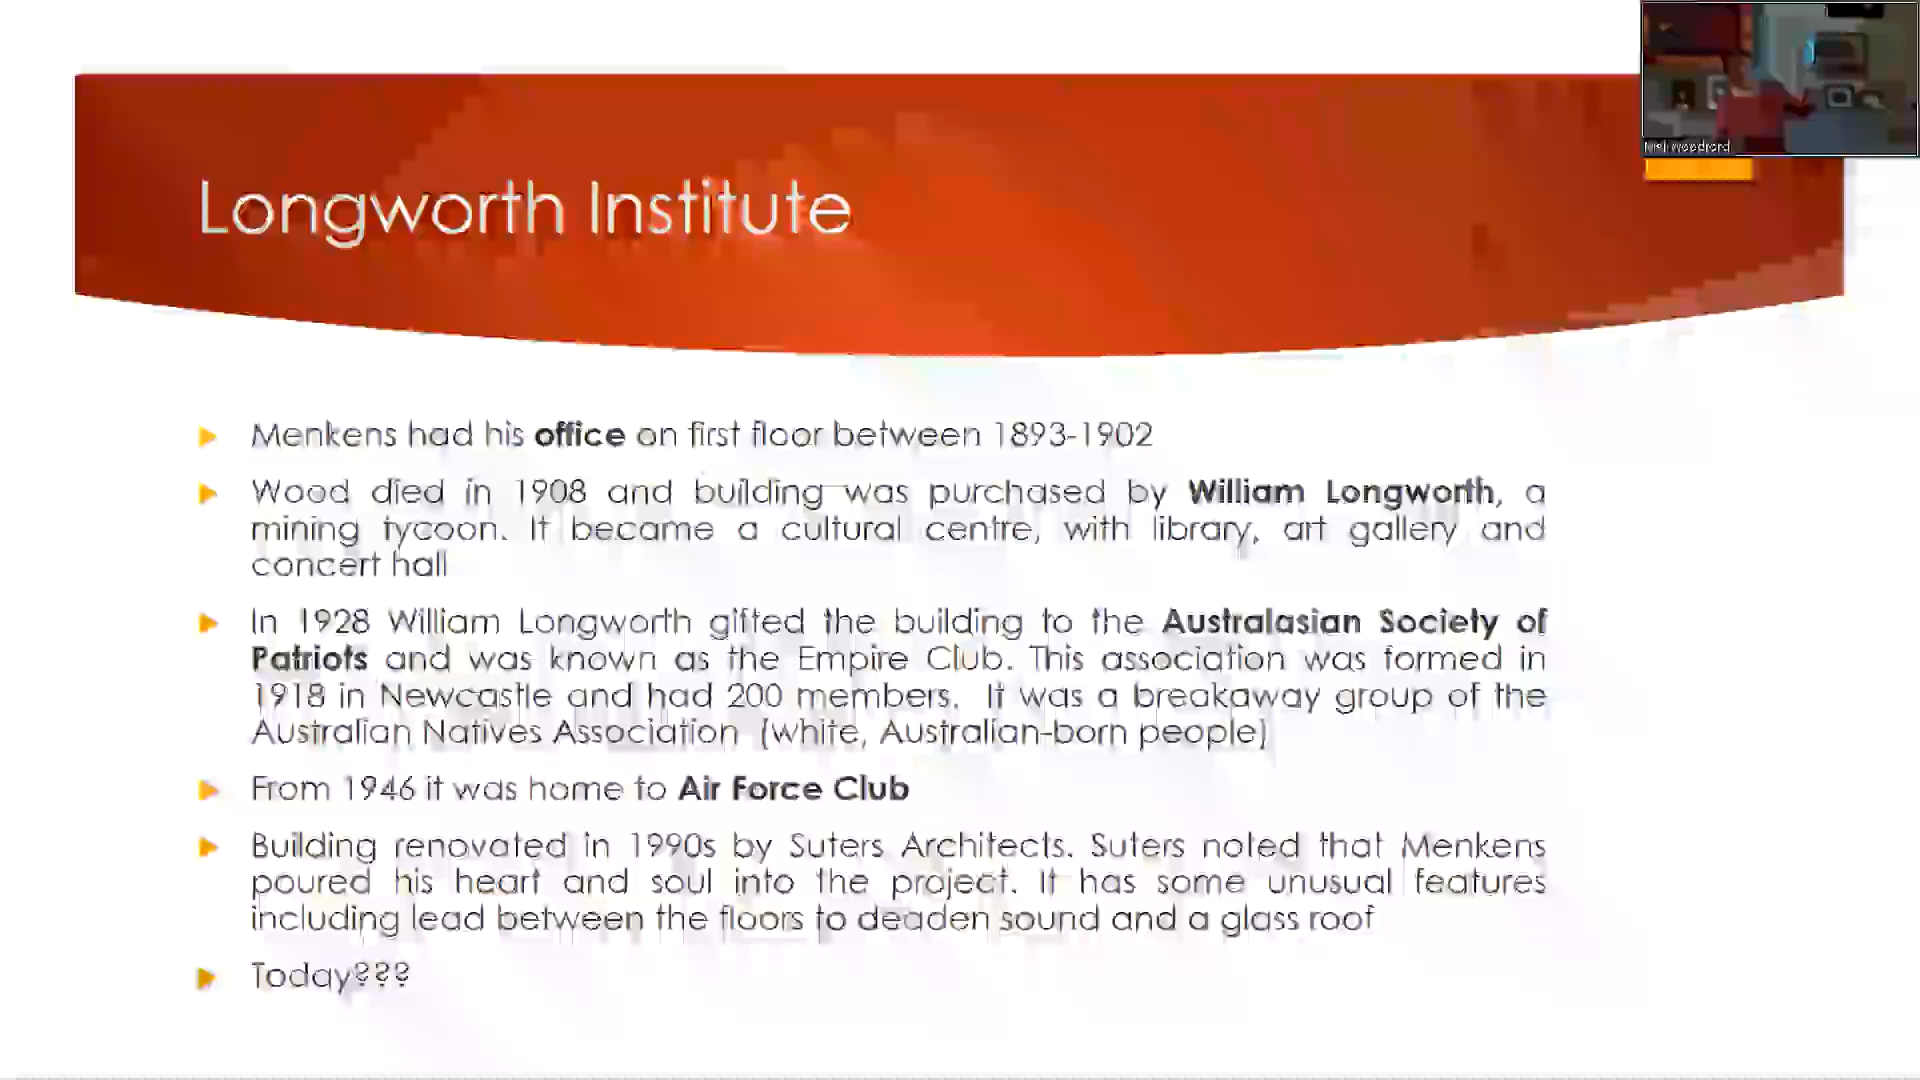 Longworth Institute
Menkens had his office on first floor between 1893-1902
Wood died in 1908 and building was purchased by William Longworth, a
mining tycoon. It became a cultural centre, with library, art gallery and
concert hall
In 1928 William Longworth gifted the building to the Australasian Society of
Patriots and was known as the Empire Club. This association was formed in
1918 in Newcastle and had 200 members. It was a breakaway group of the
Australian Natives Association (white, Australian-born people)
From 1946 it was home to Air Force Club
Building renovated in 1990s by Suters Architects. Suters noted that Menkens
poured his heart and soul into the project. It has some unusual features
including lead between the floors to deaden sound and a glass roof
Today???